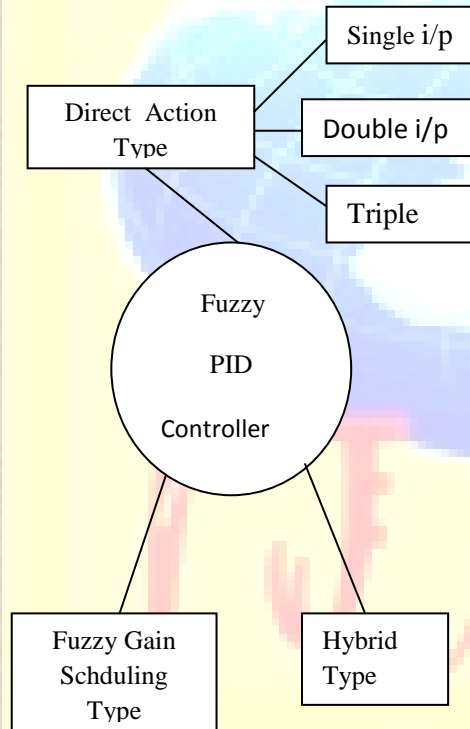 Single i/p
Direct Action
Type
Double i/p
Triple
Fuzzy
PID
Controller
Fuzzy Gain
Schduling
Type
Hybrid
Type